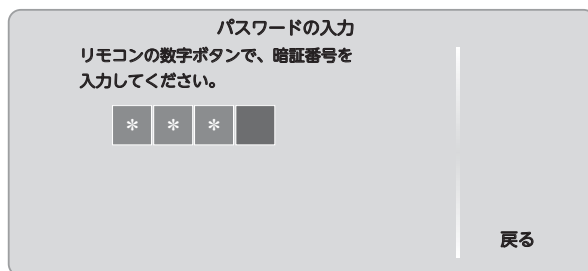 パスワードの入力
リモコンの数字ボタンで、暗証番号を
入力してください。
* * *
戻る